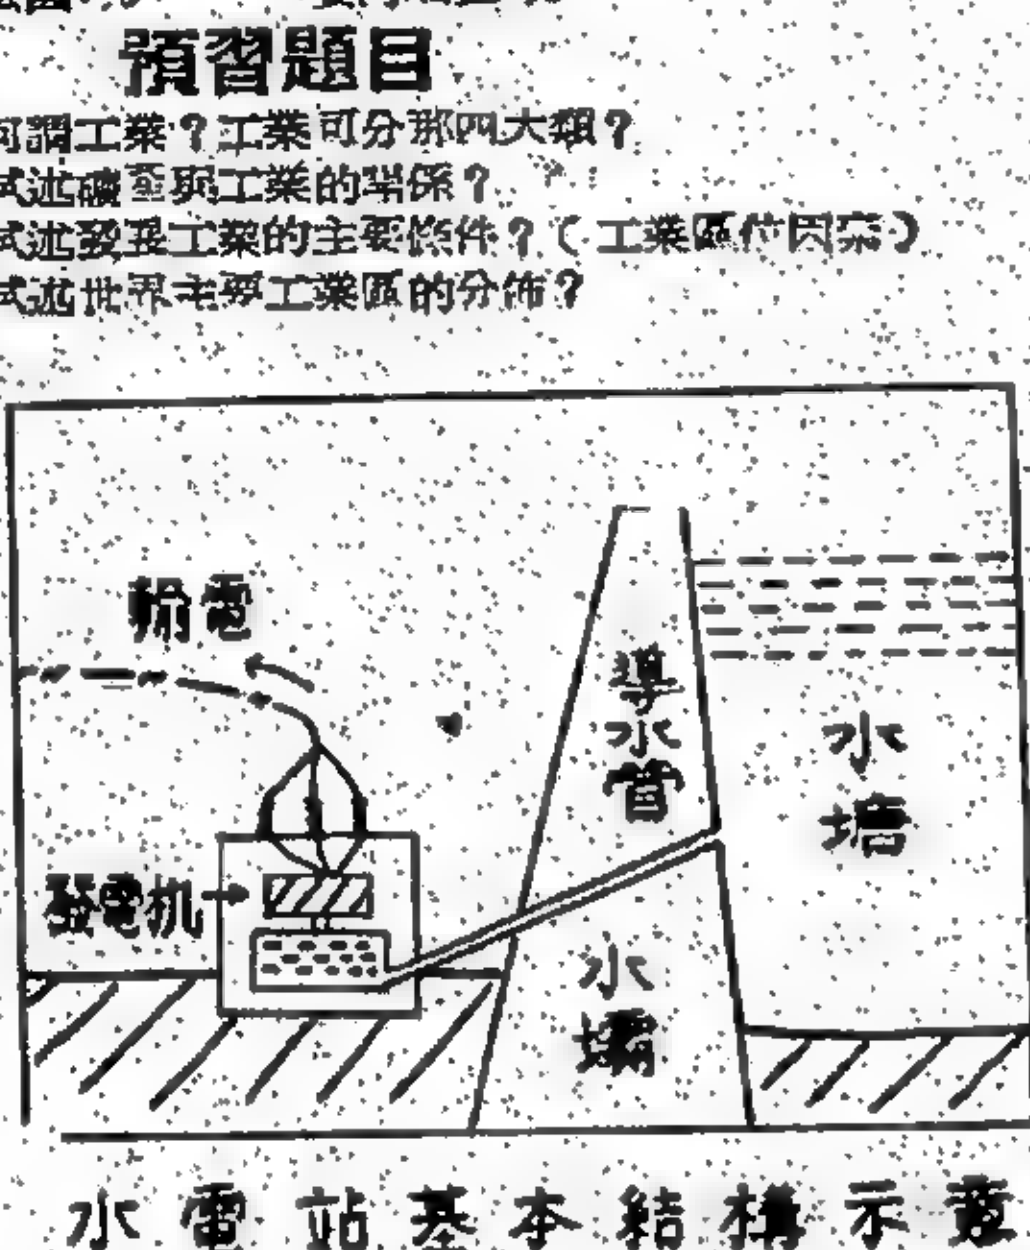 預習題目
何謂工業？工業可分那四大類？
試述礦產與工業的關係？
試述發展工業的主要條件？（工業區位因素）
試述世界主要工業區的分佈？
輸電
導水管
水塘
發電机
水壩
水電站基本結構示意